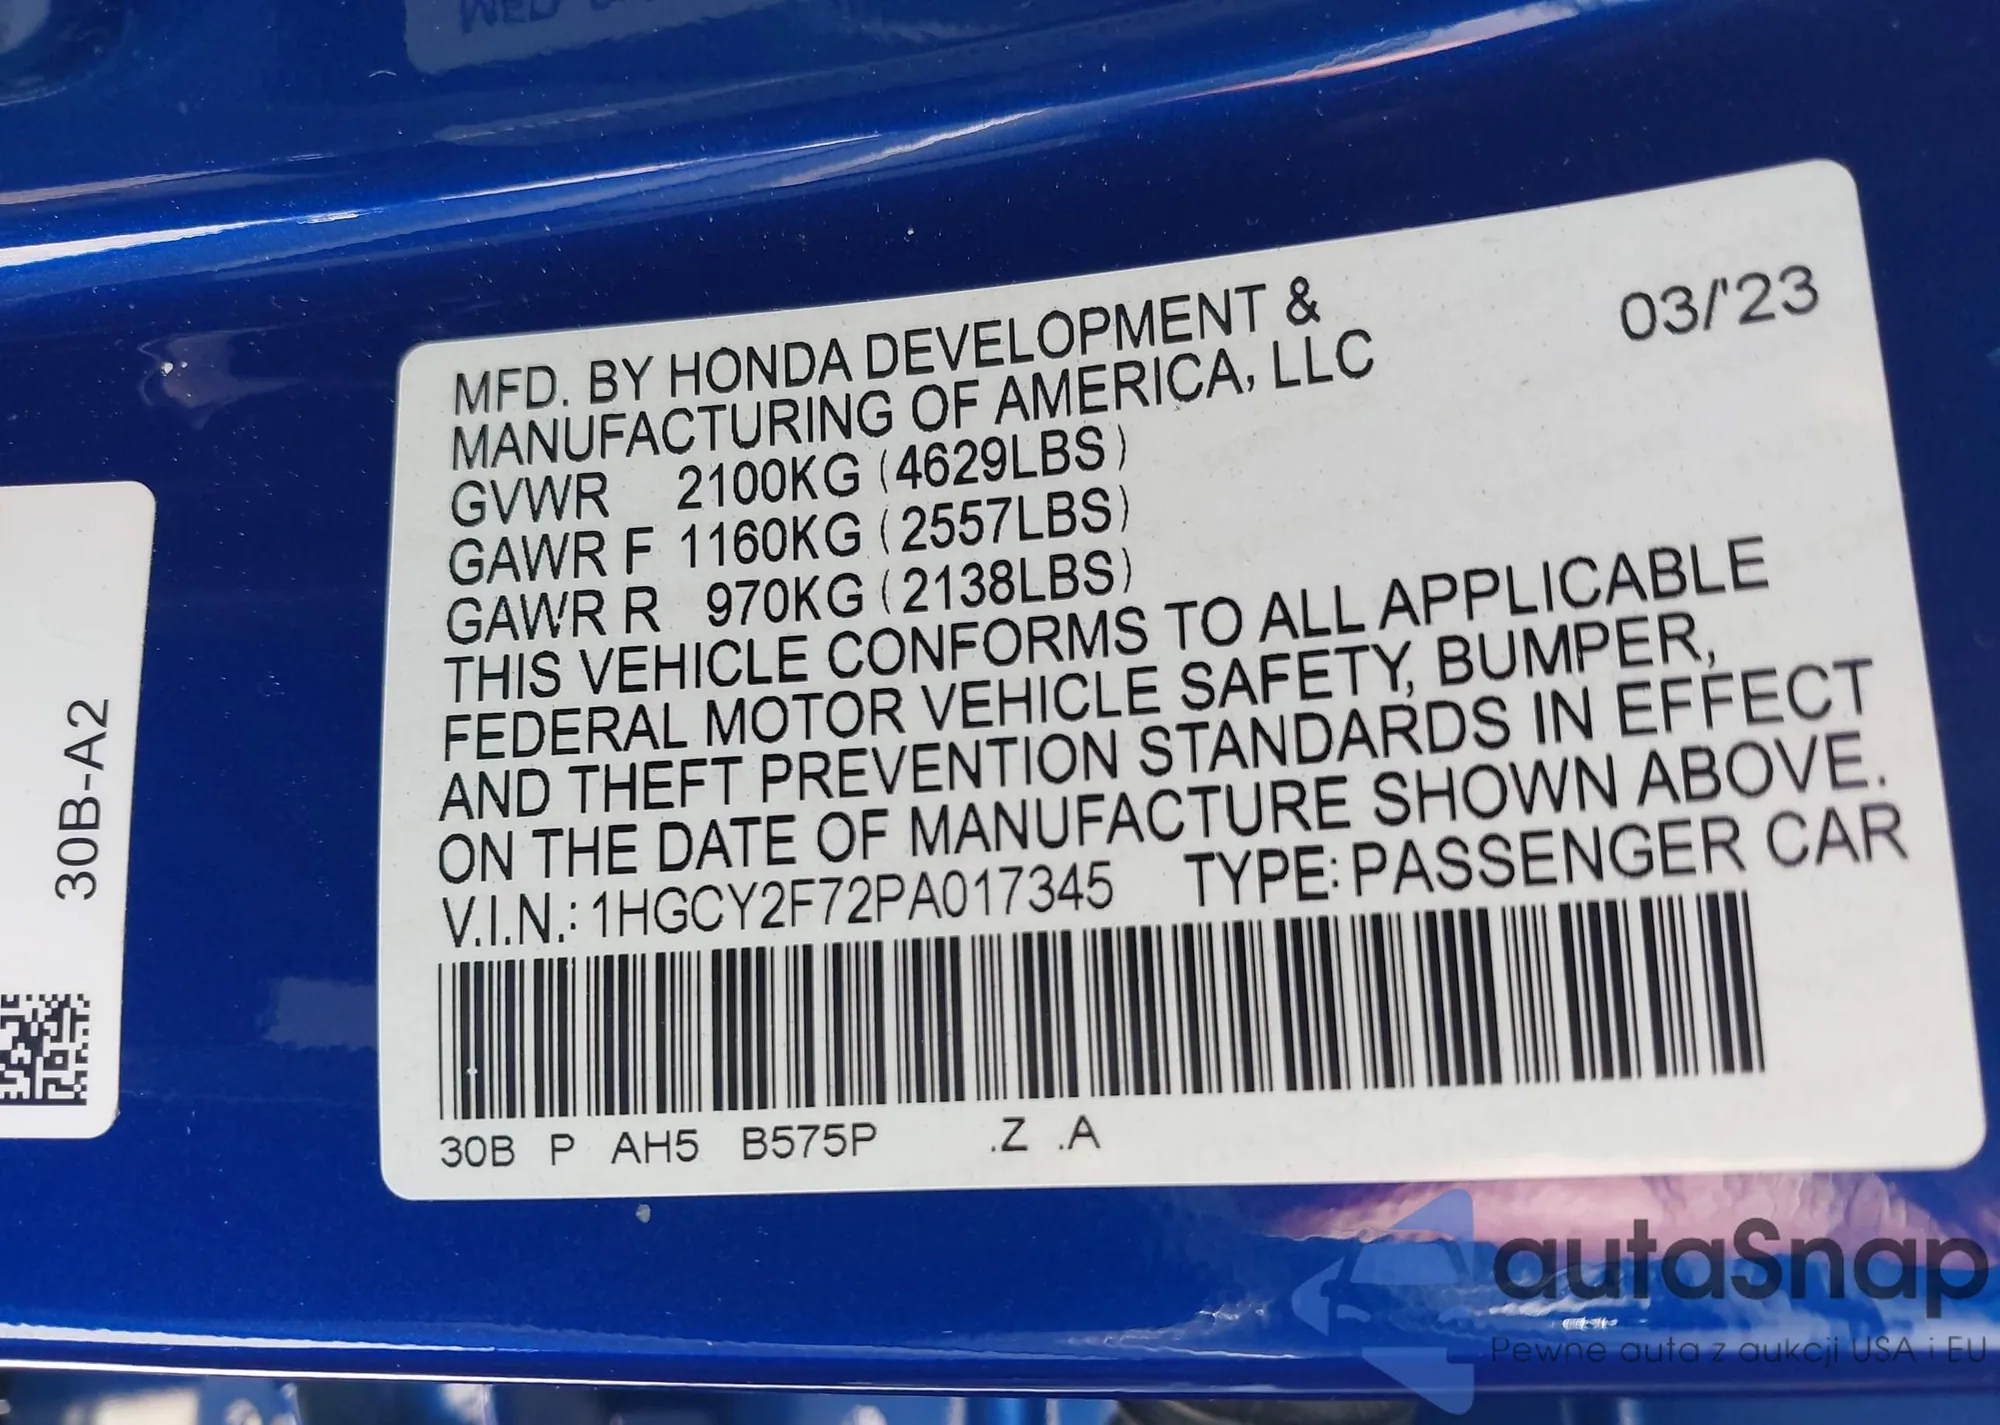 MFD. BY HONDA DEVELOPMENT &
MANUFACTURING OF AMERICA, LLC
03/'23
GVWR 2100KG (4629LBS)
GAWR F 1160KG (2557LBS)
GAWR R 970KG (2138LBS)
THIS VEHICLE CONFORMS TO ALL APPLICABLE
FEDERAL MOTOR VEHICLE SAFETY, BUMPER,
AND THEFT PREVENTION STANDARDS IN EFFECT
ON THE DATE OF MANUFACTURE SHOWN ABOVE.
V.I.N.: 1HGCY2F72PA017345 TYPE: PASSENGER CAR
30B P AH5 B575P .Z .A
30B-A2
autaSnap
Pewne auta z aukcji USA i EU